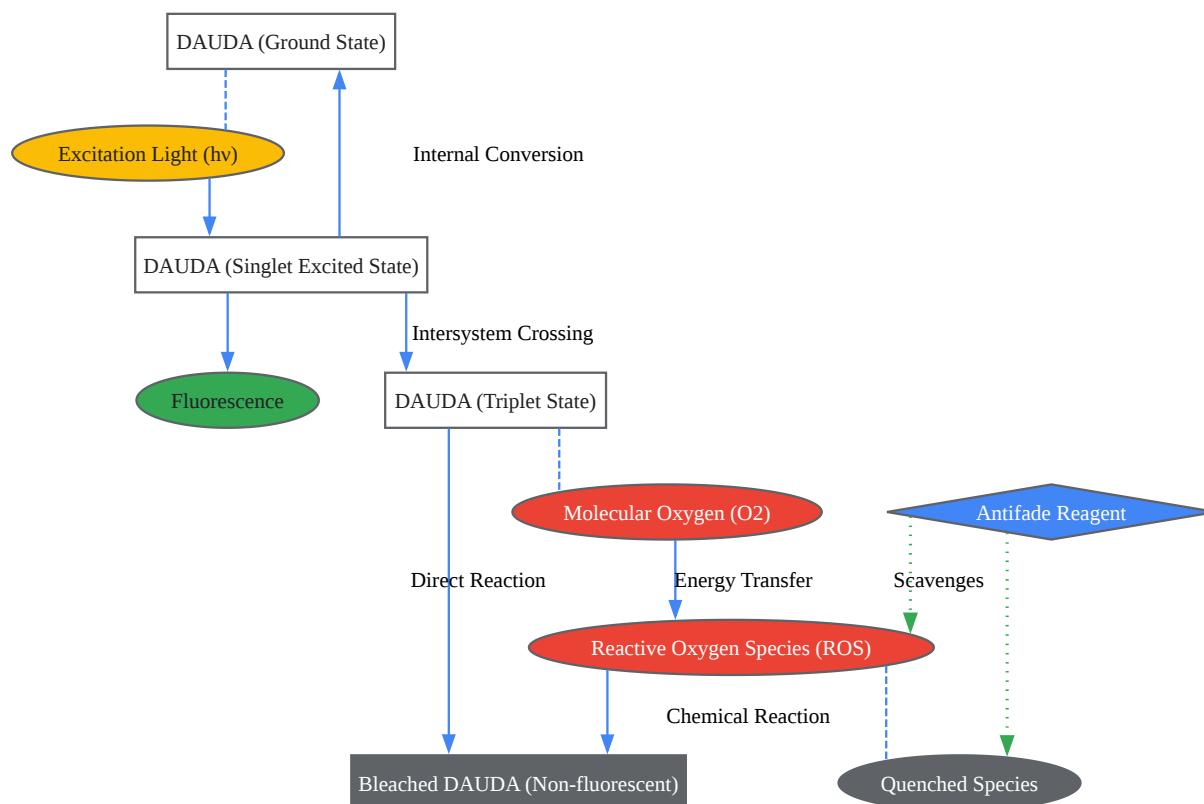 DAUDA (Ground State)
Excitation Light (hν)
Internal Conversion
DAUDA (Singlet Excited State)
Intersystem Crossing
Fluorescence
DAUDA (Triplet State)
Molecular Oxygen (O2)
Antifade Reagent
Direct Reaction
Energy Transfer
Scavenges
Reactive Oxygen Species (ROS)
Chemical Reaction
Bleached DAUDA (Non-fluorescent)
Quenched Species